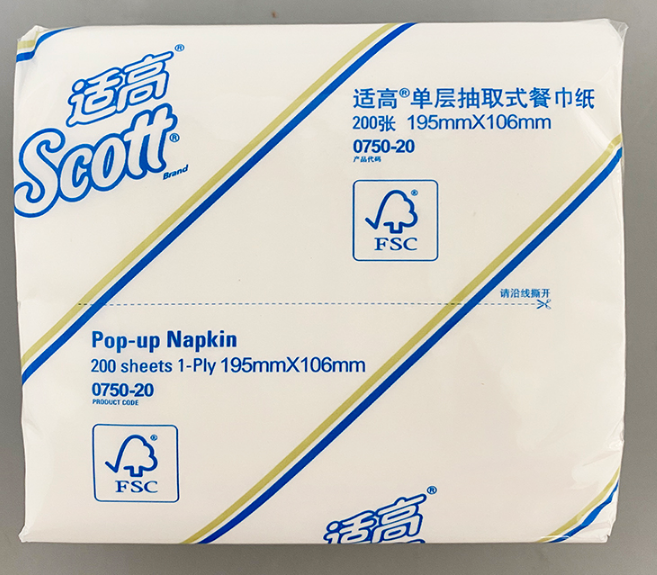 适高®
Scott®
Brand
适高®单层抽取式餐巾纸
200张 195mmX106mm
0750-20
产品代码
®
FSC
请沿线撕开
Pop-up Napkin
200 sheets 1-Ply 195mmX106mm
0750-20
PRODUCT CODE
®
FSC
适高®